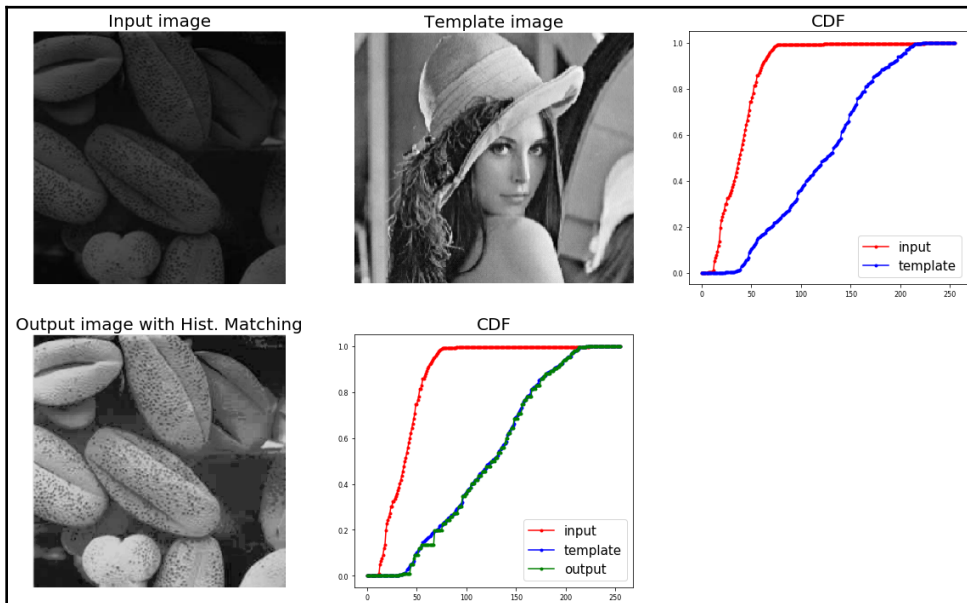 Input image
Template image
CDF
1.0
0.8
0.6
0.4
0.2
0.0
0
50
100
150
200
250
input
template
Output image with Hist. Matching
CDF
1.0
0.8
0.6
0.4
0.2
0.0
0
50
100
150
200
250
input
template
output